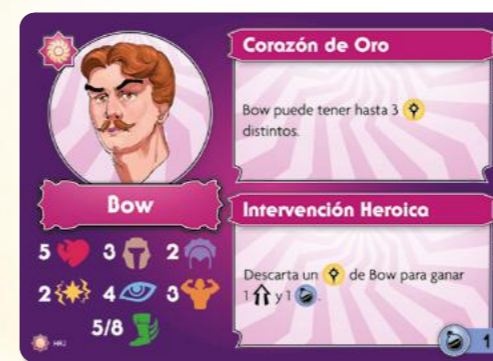 Corazón de Oro
Bow puede tener hasta 3
distintos.
Bow
Intervención Heroica
5 3 2
Descarta un de Bow para ganar
2 4 3
1 y 1 .
5/8
1